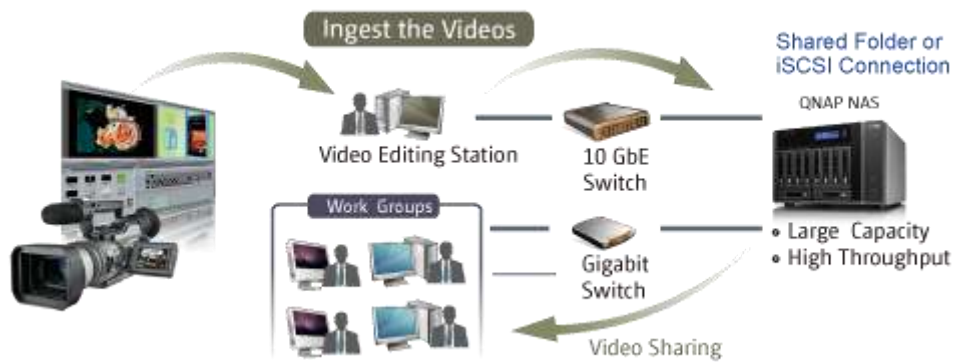 Ingest the Videos
Shared Folder or
iSCSI Connection
QNAP NAS
Video Editing Station
10 GbE
Switch
Work Groups
Gigabit
Switch
• Large Capacity
• High Throughput
Video Sharing